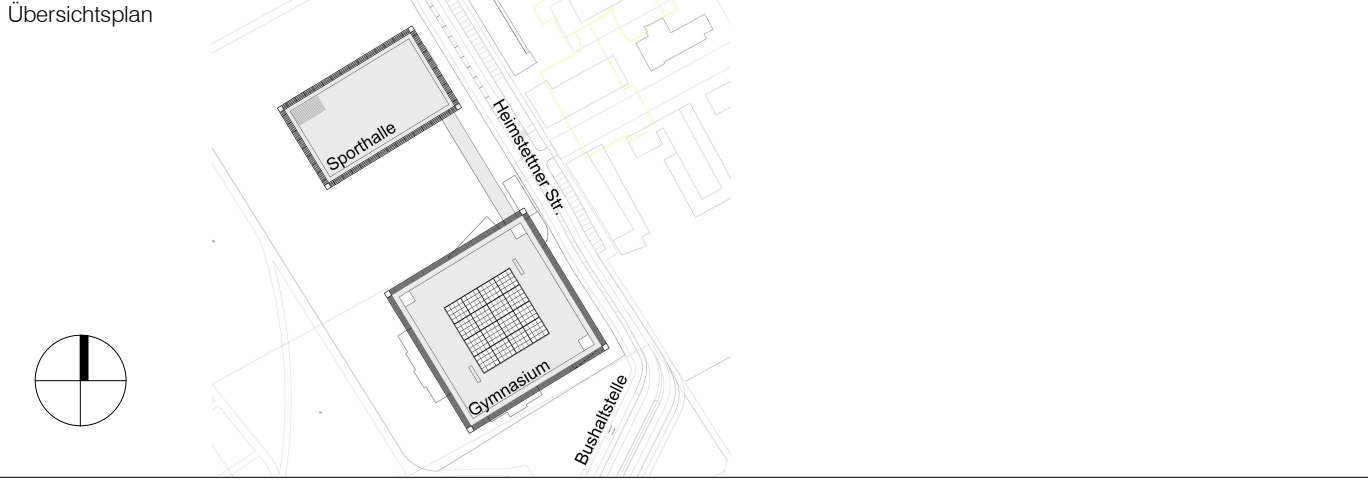 Übersichtsplan
Sporthalle
Heimstettner Str.
Gymnasium
Bushaltstelle